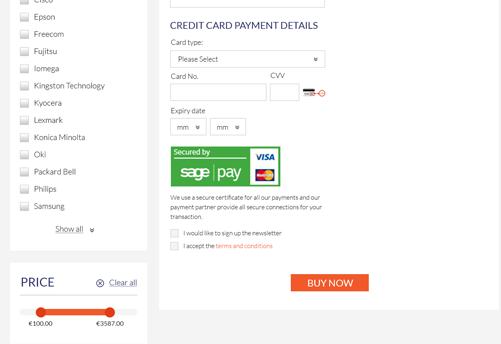 Cisco
Epson
Freecom
Fujitsu
Iomega
Kingston Technology
Kyocera
Lexmark
Konica Minolta
Oki
Packard Bell
Philips
Samsung
Show all
PRICE
Clear all
€100,00
€3587.00
CREDIT CARD PAYMENT DETAILS
Card type:
Please Select
Card No.
CVV
Expiry date
mm
mm
Secured by
sage pay
VISA
MasterCard
We use a secure certificate for all our payments and our
payment partner provide all secure connections for your
transaction.
I would like to sign up the newsletter
I accept the terms and conditions
BUY NOW